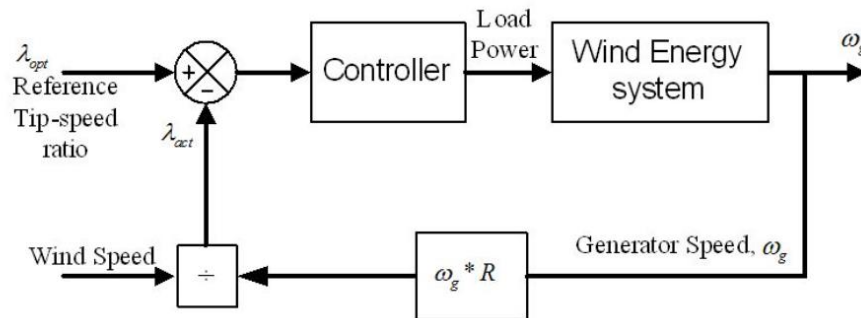 λopt
Reference
Tip-speed
ratio
+
−
λact
Controller
Load
Power
Wind Energy
system
ωg
Wind Speed
÷
ωg * R
Generator Speed, ωg